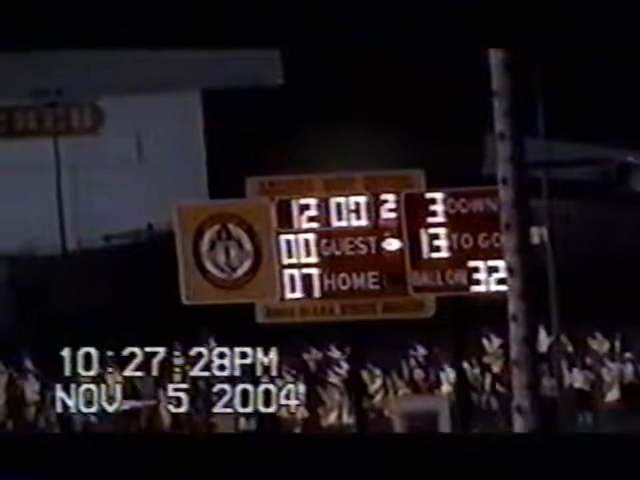 12 00 2 3 DOWN
00 GUEST 13 TO GO
07 HOME BALL ON 32
10:27:28PM
NOV 5 2004